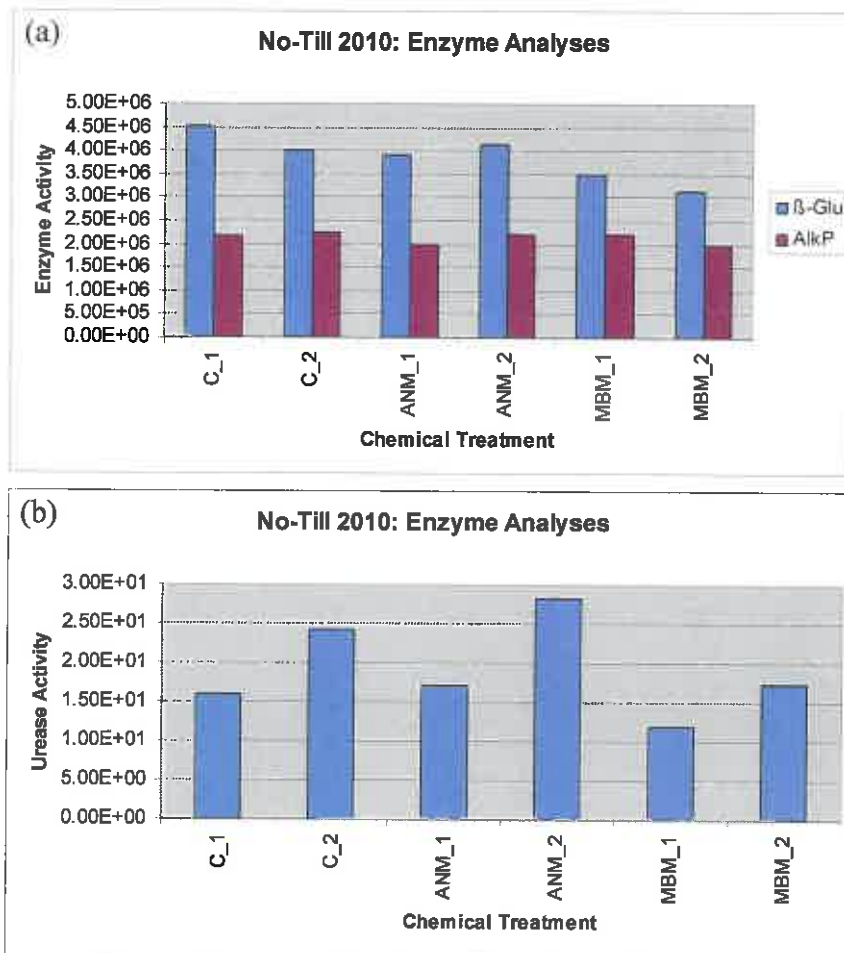 (a)
No-Till 2010: Enzyme Analyses
Enzyme Activity
5.00E+06
4.50E+06
4.00E+06
3.50E+06
3.00E+06
2.50E+06
2.00E+06
1.50E+06
1.00E+06
5.00E+05
0.00E+00
C_1
C_2
ANM_1
ANM_2
MBM_1
MBM_2
Chemical Treatment
ß-Glu
AlkP
(b)
No-Till 2010: Enzyme Analyses
Urease Activity
3.00E+01
2.50E+01
2.00E+01
1.50E+01
1.00E+01
5.00E+00
0.00E+00
C_1
C_2
ANM_1
ANM_2
MBM_1
MBM_2
Chemical Treatment